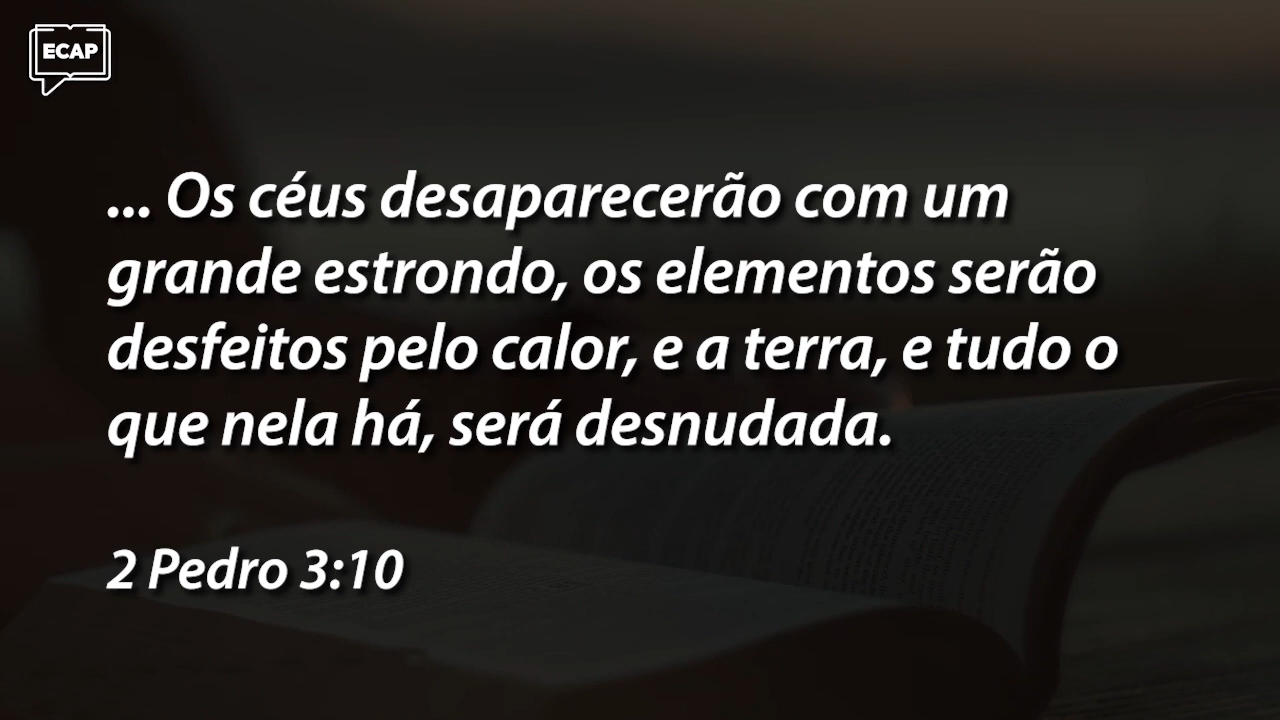 ECAP
... Os céus desaparecerão com um
grande estrondo, os elementos serão
desfeitos pelo calor, e a terra, e tudo o
que nela há, será desnudada.
2 Pedro 3:10